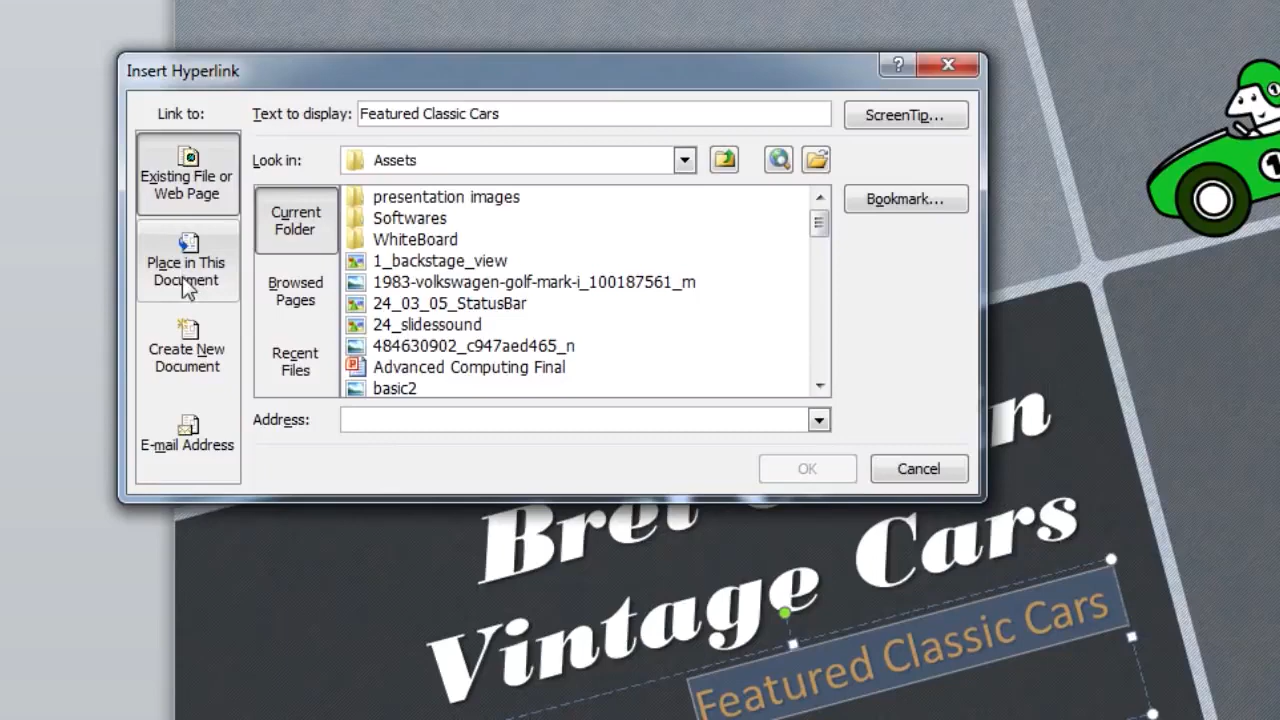 Insert Hyperlink
?
Link to:
Text to display: Featured Classic Cars
ScreenTip...
Existing File or
Web Page
Look in: Assets
Current
Folder
presentation images
Softwares
WhiteBoard
1_backstage_view
1983-volkswagen-golf-mark-i_100187561_m
24_03_05_StatusBar
24_slidessound
484630902_c947aed465_n
Advanced Computing Final
basic2
Bookmark...
Place in This
Document
Browsed
Pages
Create New
Document
Recent
Files
E-mail Address
Address:
OK
Cancel
1
Vintage Cars
Featured Classic Cars